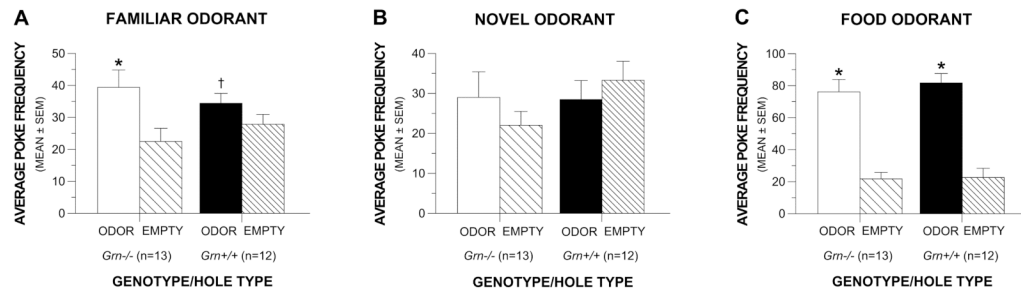 A FAMILIAR ODORANT
AVERAGE POKE FREQUENCY
(MEAN ± SEM)
50
40
30
20
10
0
*
†
ODOR EMPTY ODOR EMPTY
Grn-/- (n=13) Grn+/+ (n=12)
GENOTYPE/HOLE TYPE
B NOVEL ODORANT
AVERAGE POKE FREQUENCY
(MEAN ± SEM)
40
30
20
10
0
ODOR EMPTY ODOR EMPTY
Grn-/- (n=13) Grn+/+ (n=12)
GENOTYPE/HOLE TYPE
C FOOD ODORANT
AVERAGE POKE FREQUENCY
(MEAN ± SEM)
100
80
60
40
20
0
*
*
ODOR EMPTY ODOR EMPTY
Grn-/- (n=13) Grn+/+ (n=12)
GENOTYPE/HOLE TYPE